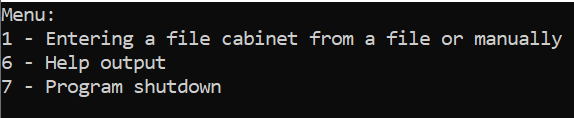 Menu:
1 - Entering a file cabinet from a file or manually
6 - Help output
7 - Program shutdown